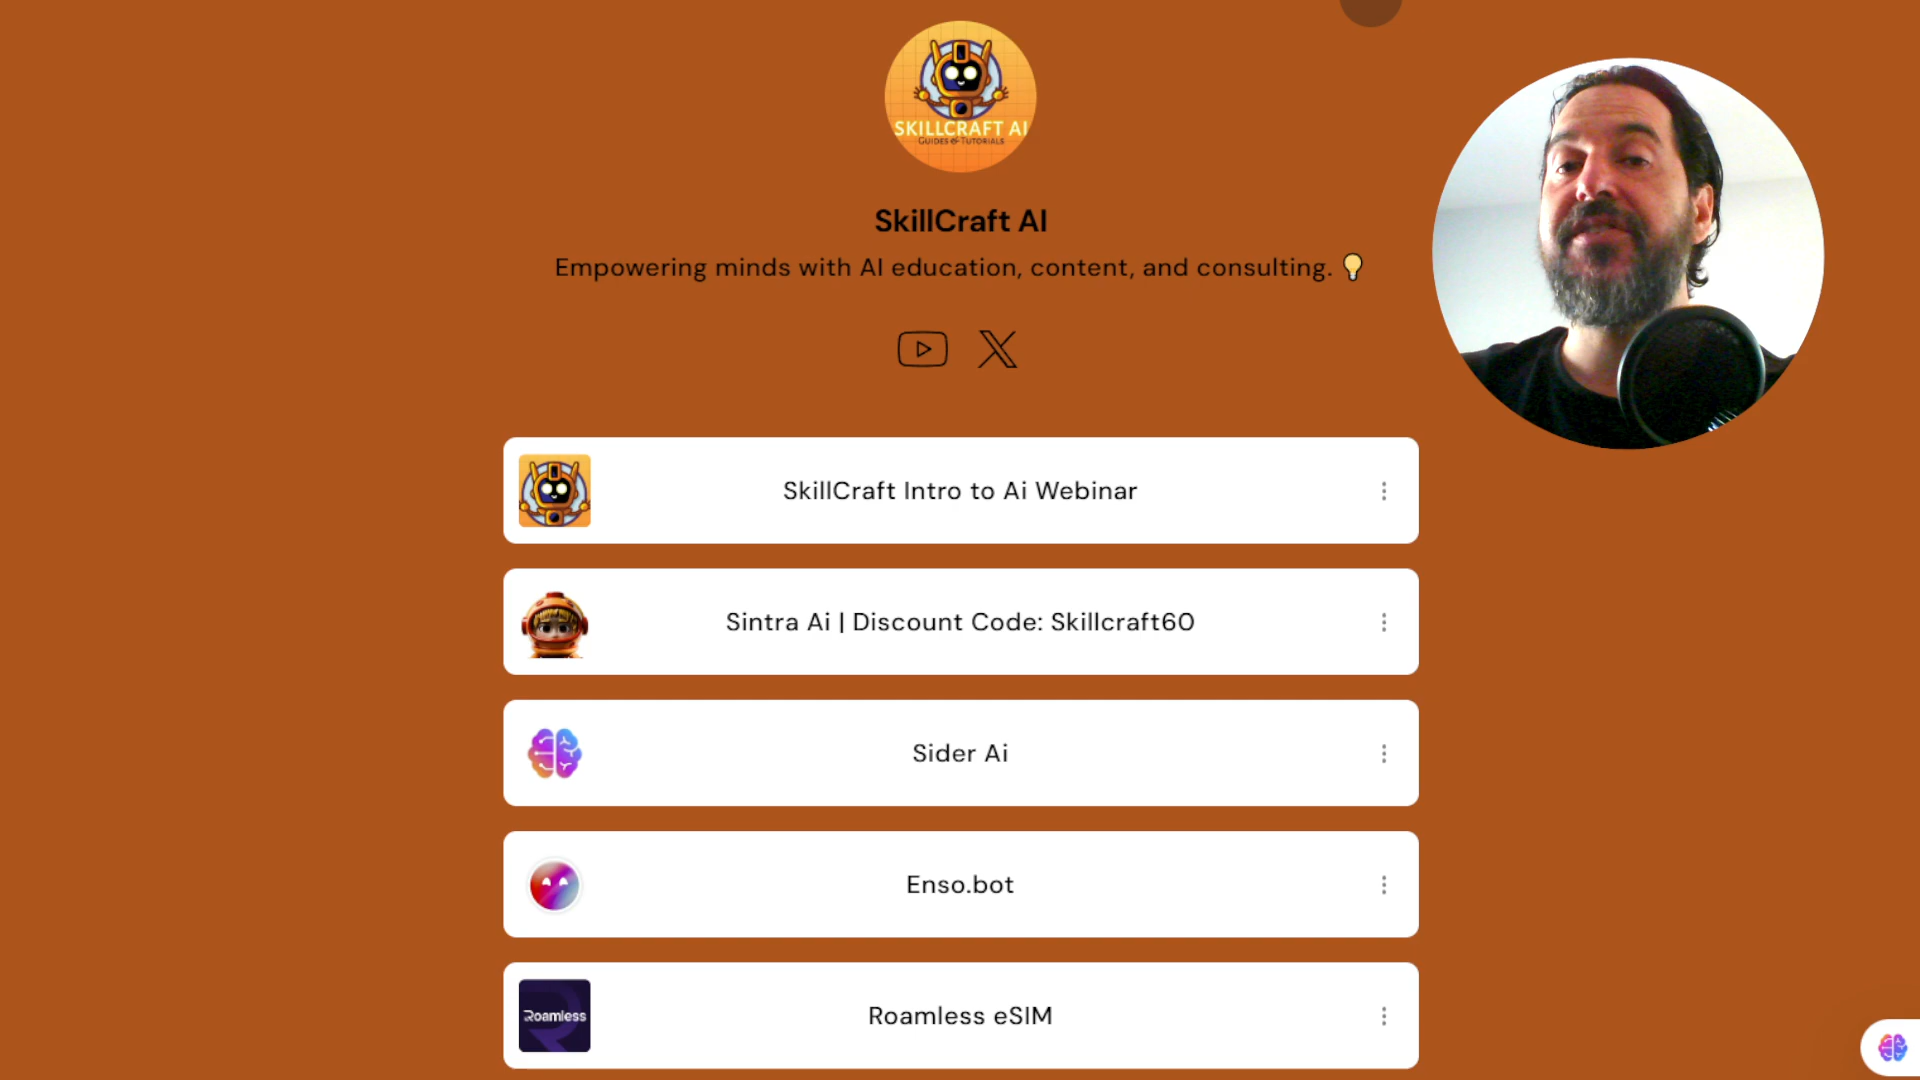 SKILLCRAFT AI
GUIDES & TUTORIALS
SkillCraft AI
Empowering minds with AI education, content, and consulting. 💡
SkillCraft Intro to Ai Webinar
Sintra Ai | Discount Code: Skillcraft60
Sider Ai
Enso.bot
Roamless
Roamless eSIM